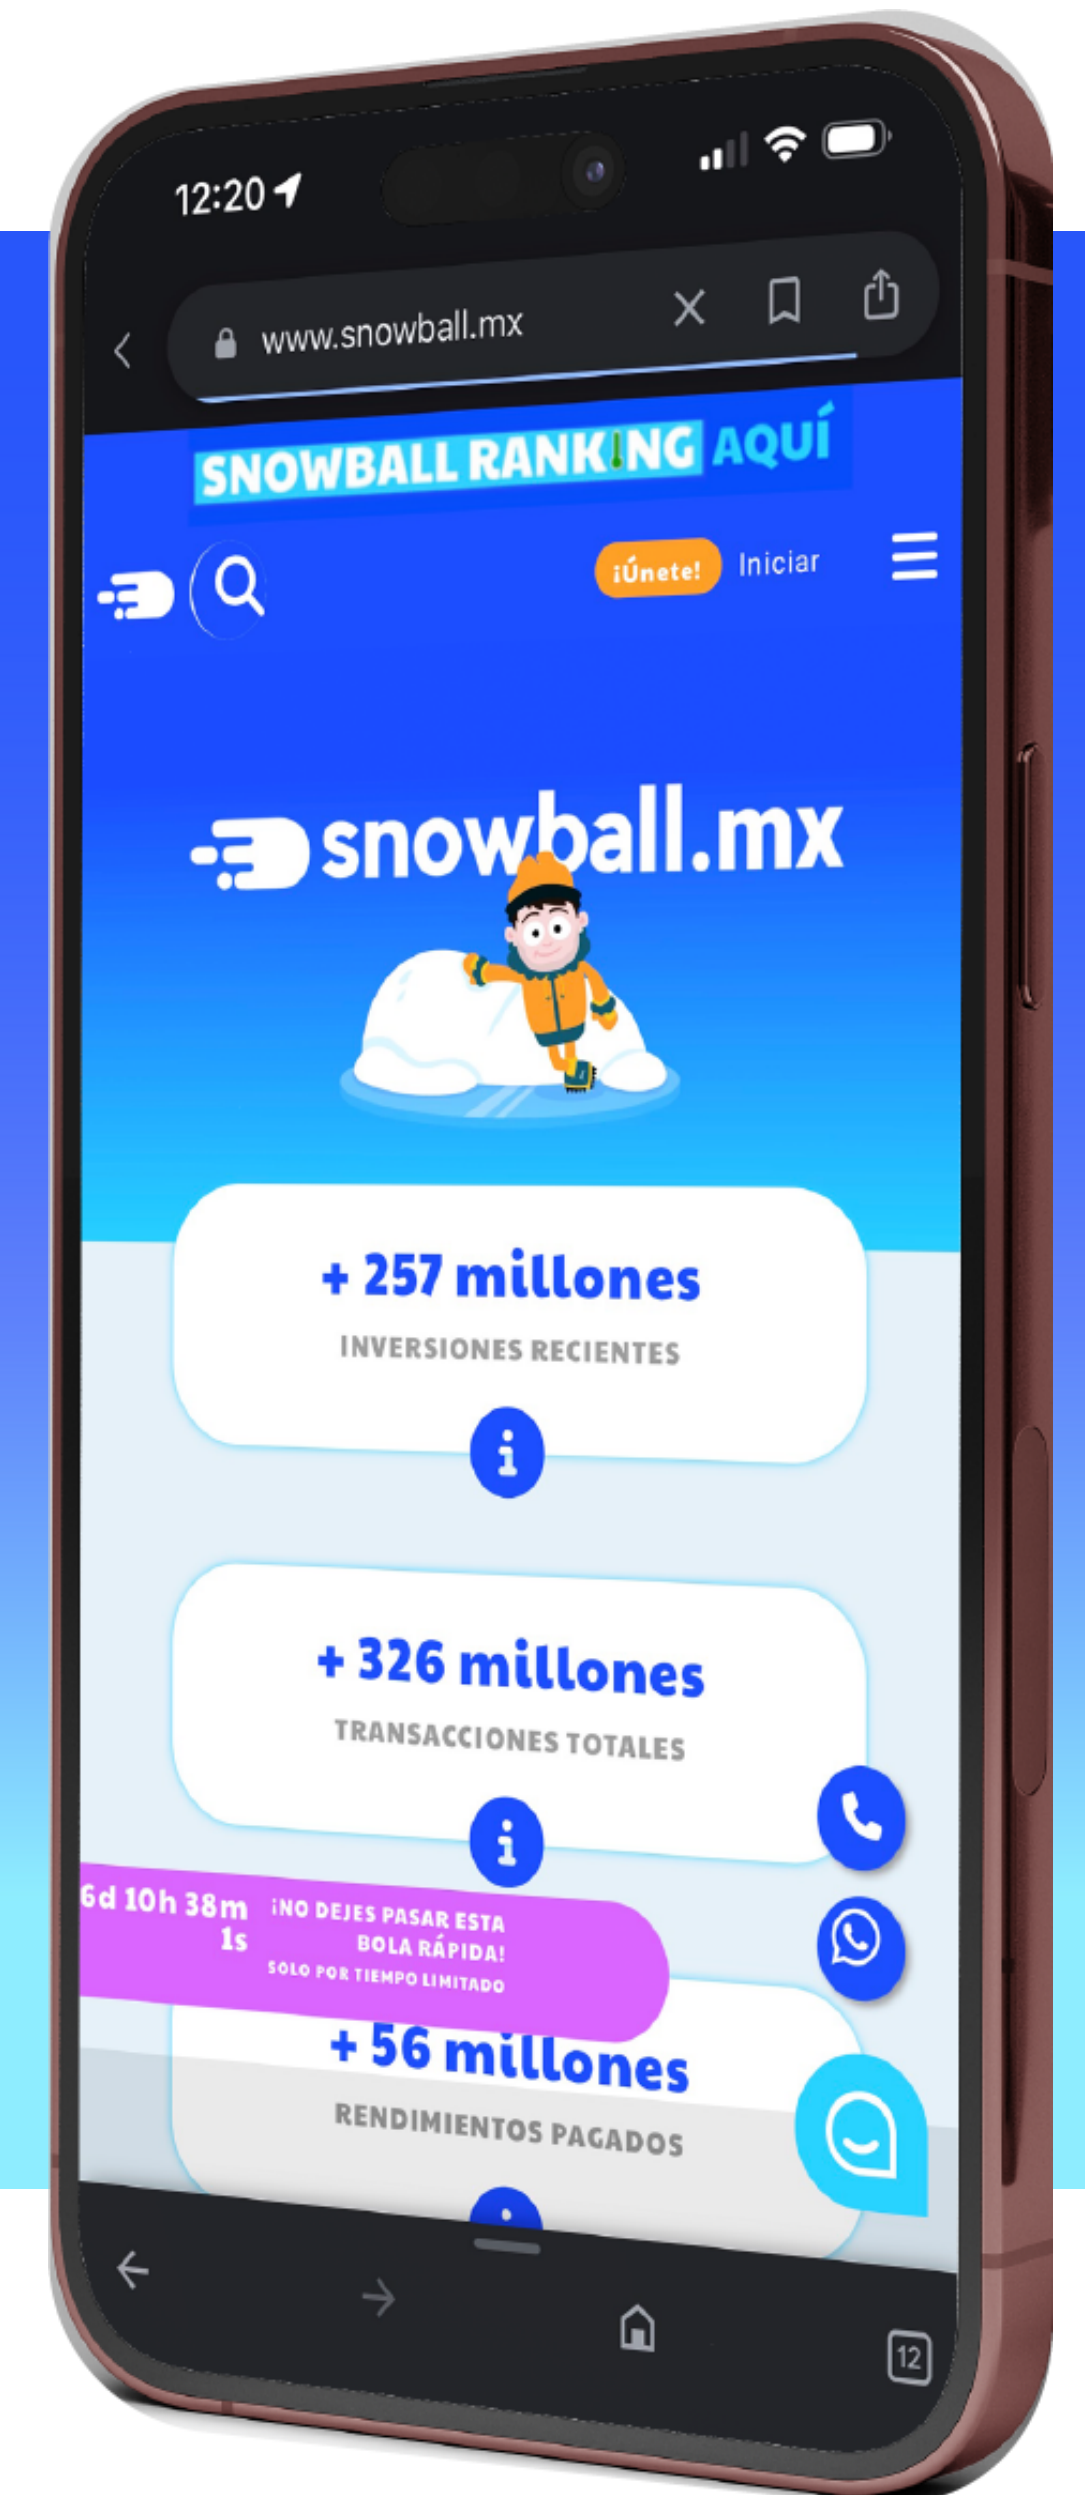 12:20
www.snowball.mx
SNOWBALL RANKING AQUÍ
¡Únete! Iniciar
snowball.mx
+ 257 millones
INVERSIONES RECIENTES
i
+ 326 millones
TRANSACCIONES TOTALES
i
6d 10h 38m
1s
¡NO DEJES PASAR ESTA
BOLA RÁPIDA!
SOLO POR TIEMPO LIMITADO
+ 56 millones
RENDIMIENTOS PAGADOS
12